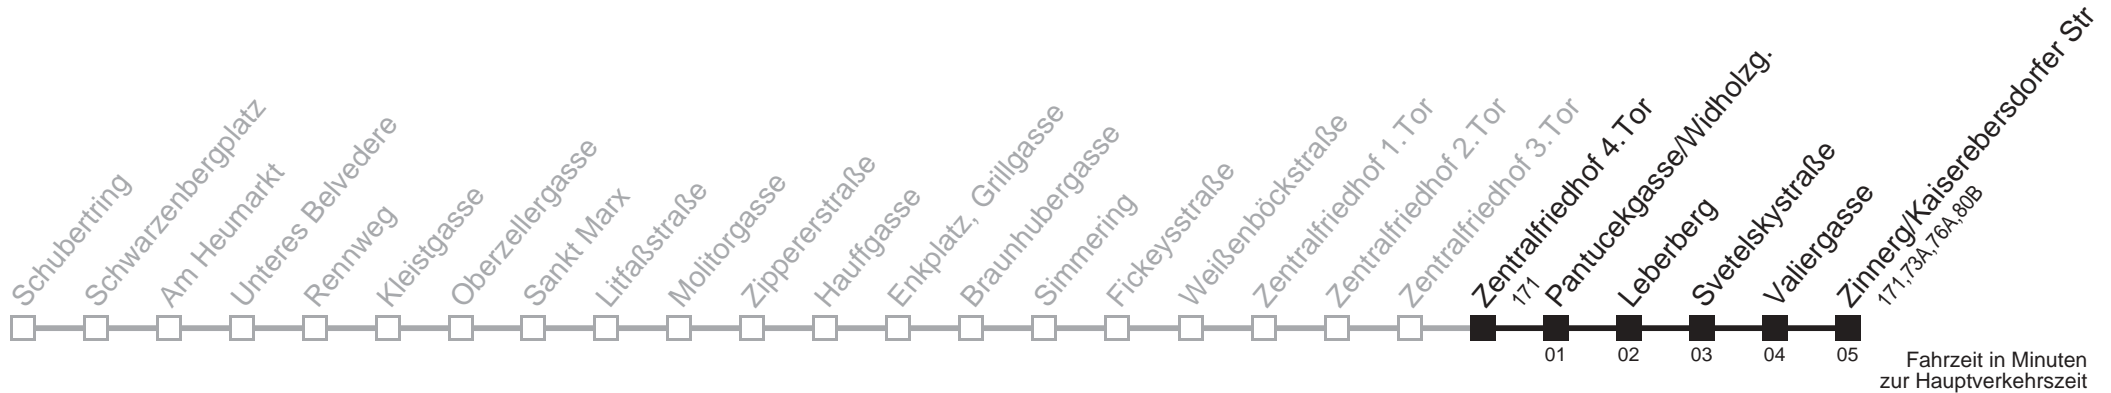 Schubertring
Schwarzenbergplatz
Am Heumarkt
Unteres Belvedere
Rennweg
Kleistgasse
Oberzellergasse
Sankt Marx
Litfaßstraße
Molitorgasse
Zippererstraße
Hauffgasse
Enkplatz, Grillgasse
Braunhubergasse
Simmering
Fickeysstraße
Weißenböckstraße
Zentralfriedhof 1.Tor
Zentralfriedhof 2.Tor
Zentralfriedhof 3.Tor
Zentralfriedhof 4.Tor
171
Pantucekgasse/Widholzg.
Leberberg
Svetelskystraße
Valiergasse
Zinnerg/Kaiserebersdorfer Str
171,73A,76A,80B
01 02 03 04 05
Fahrzeit in Minuten
zur Hauptverkehrszeit